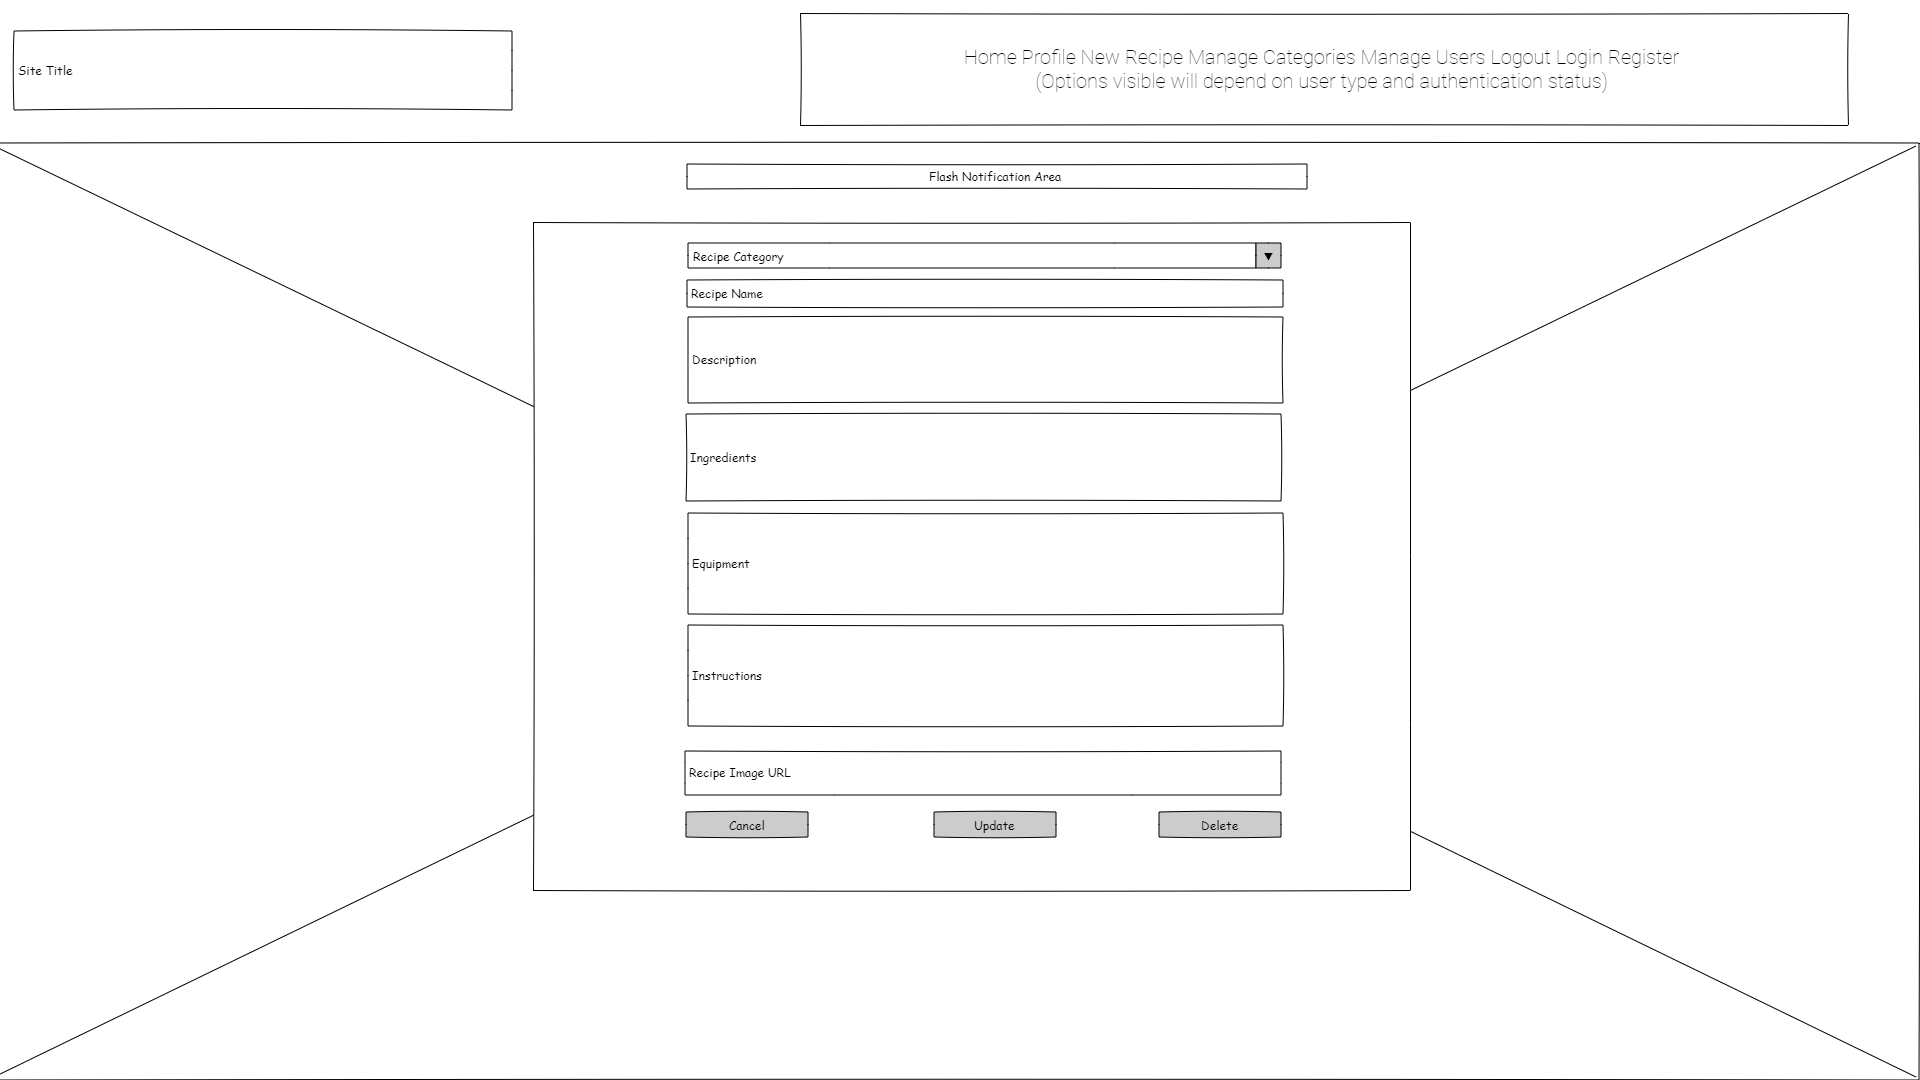 Site Title
Home Profile New Recipe Manage Categories Manage Users Logout Login Register
(Options visible will depend on user type and authentication status)
Flash Notification Area
Recipe Category
Recipe Name
Description
Ingredients
Equipment
Instructions
Recipe Image URL
Cancel
Update
Delete